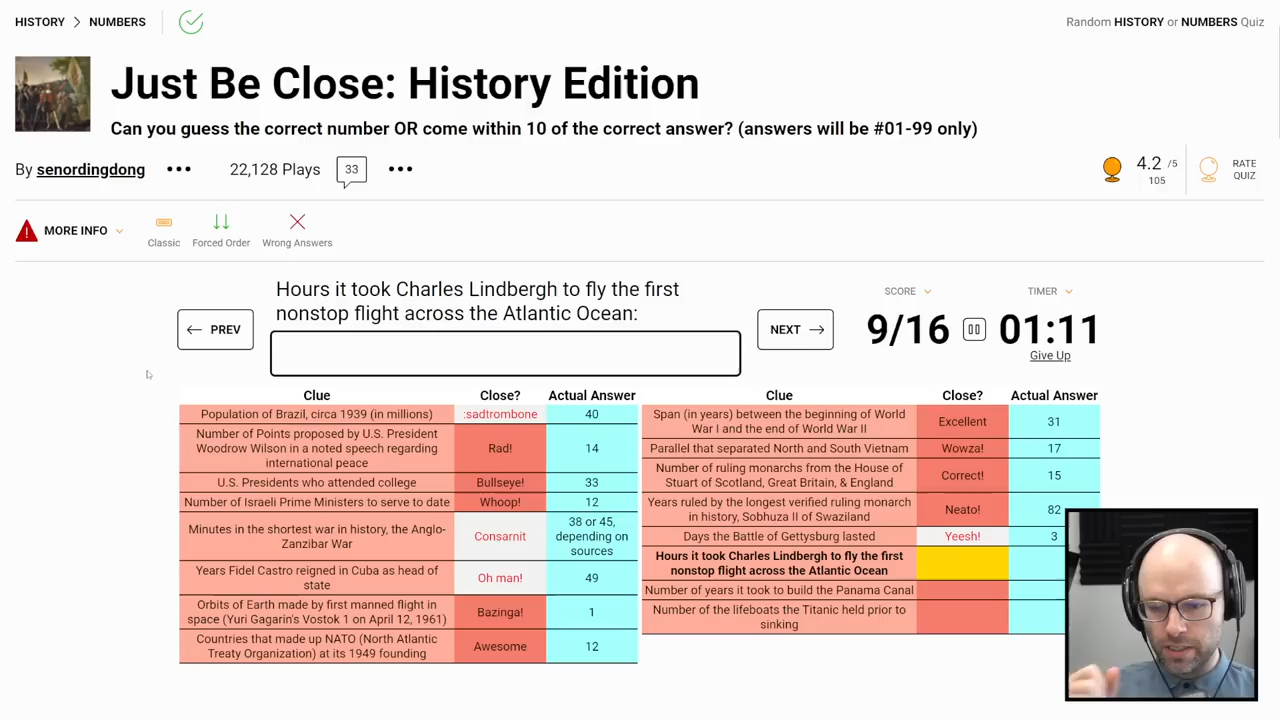 HISTORY > NUMBERS
Random HISTORY or NUMBERS Quiz
Just Be Close: History Edition
Can you guess the correct number OR come within 10 of the correct answer? (answers will be #01-99 only)
By senordingdong ••• 22,128 Plays 33 •••
4.2 /5
105
RATE
QUIZ
MORE INFO
Classic
Forced Order
Wrong Answers
← PREV
Hours it took Charles Lindbergh to fly the first
nonstop flight across the Atlantic Ocean:
NEXT →
SCORE
9/16
TIMER
01:11
Give Up
Clue Close? Actual Answer
Population of Brazil, circa 1939 (in millions) :sadtrombone 40
Number of Points proposed by U.S. President
Woodrow Wilson in a noted speech regarding
international peace
Rad! 14
U.S. Presidents who attended college Bullseye! 33
Number of Israeli Prime Ministers to serve to date Whoop! 12
Minutes in the shortest war in history, the Anglo-
Zanzibar War
Consarnit
38 or 45,
depending on
sources
Years Fidel Castro reigned in Cuba as head of
state
Oh man! 49
Orbits of Earth made by first manned flight in
space (Yuri Gagarin's Vostok 1 on April 12, 1961)
Bazinga! 1
Countries that made up NATO (North Atlantic
Treaty Organization) at its 1949 founding
Awesome 12
Clue Close? Actual Answer
Span (in years) between the beginning of World
War I and the end of World War II
Excellent 31
Parallel that separated North and South Vietnam Wowza! 17
Number of ruling monarchs from the House of
Stuart of Scotland, Great Britain, & England
Correct! 15
Years ruled by the longest verified ruling monarch
in history, Sobhuza II of Swaziland
Neato! 82
Days the Battle of Gettysburg lasted Yeesh! 3
Hours it took Charles Lindbergh to fly the first
nonstop flight across the Atlantic Ocean
Number of years it took to build the Panama Canal
Number of the lifeboats the Titanic held prior to
sinking